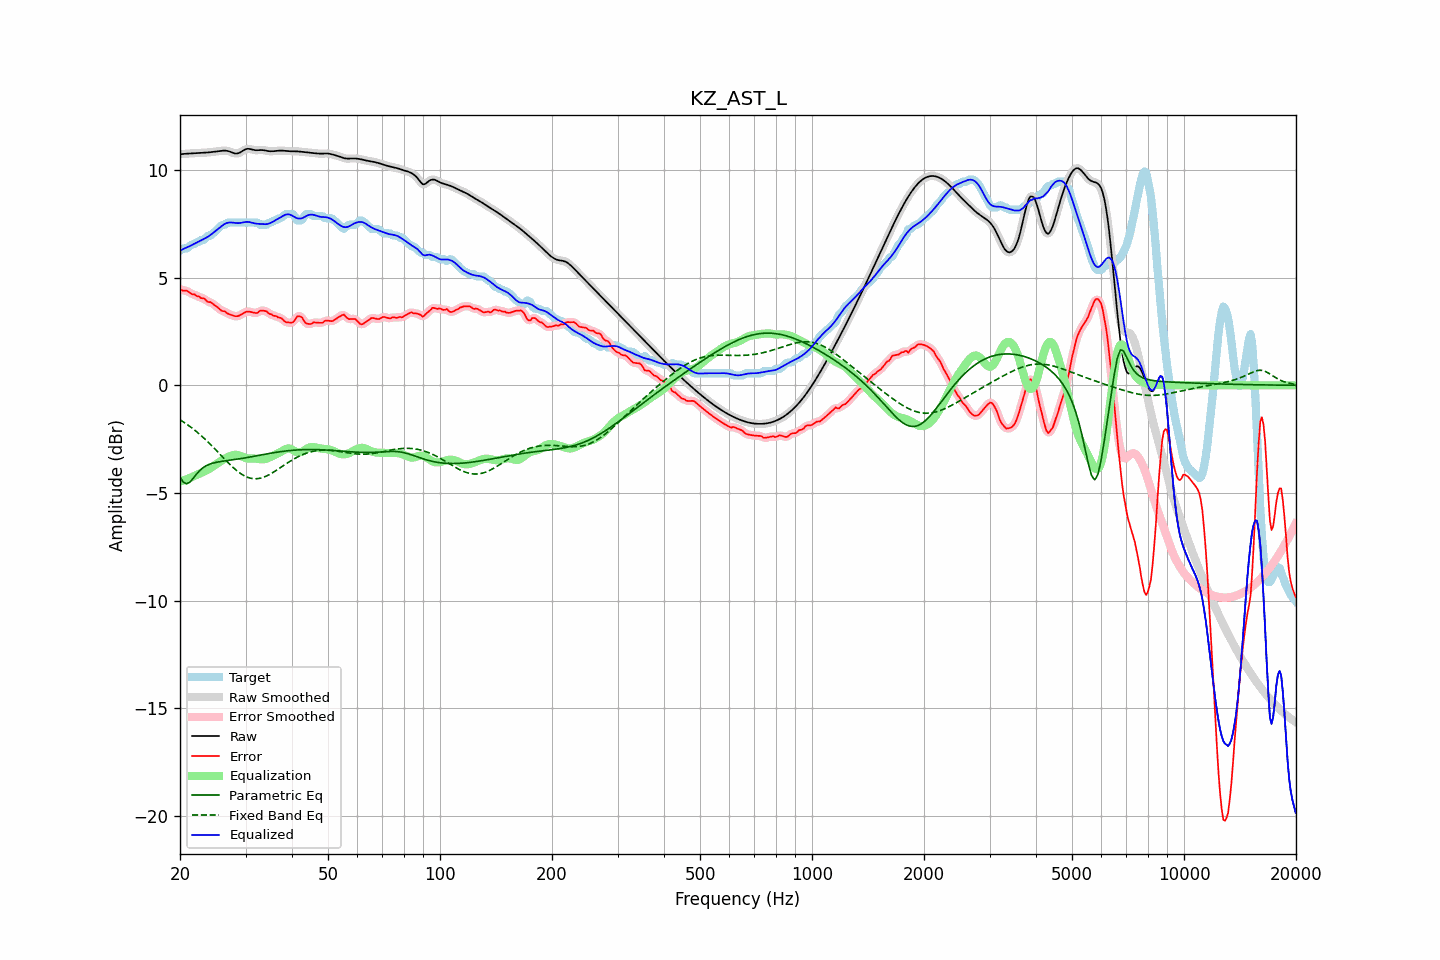 KZ_AST_L
Amplitude (dBr)
10
5
0
−5
−10
−15
−20
Target
Raw Smoothed
Error Smoothed
Raw
Error
Equalization
Parametric Eq
Fixed Band Eq
Equalized
20 50 100 200 500 1000 2000 5000 10000 20000
Frequency (Hz)